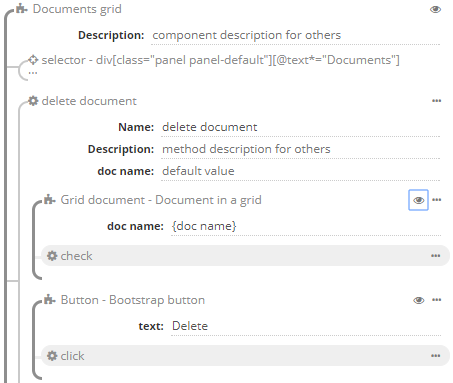 Documents grid
Description: component description for others
selector - div[class="panel panel-default"][@text*="Documents"]
...
delete document ...
Name: delete document
Description: method description for others
doc name: default value
Grid document - Document in a grid ...
doc name: {doc name}
check ...
Button - Bootstrap button ...
text: Delete
click ...